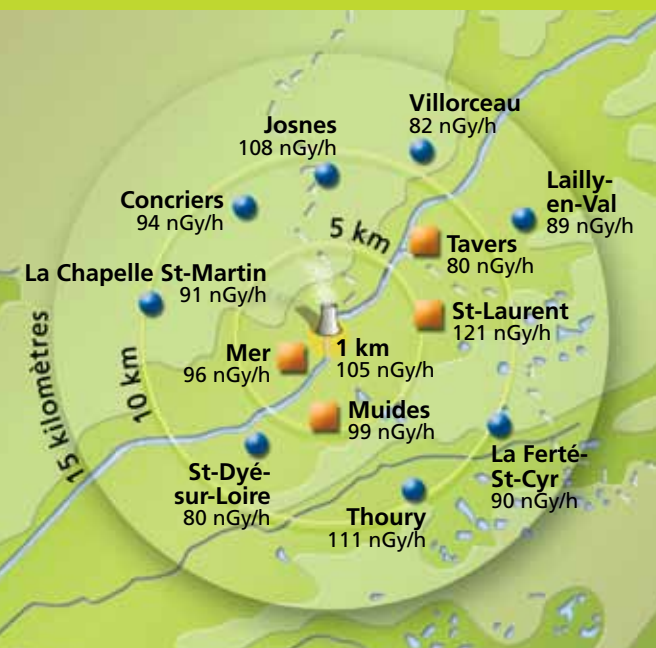 Villorceau
82 nGy/h
Josnes
108 nGy/h
Lailly-
en-Val
89 nGy/h
Concriers
94 nGy/h
5 km
Tavers
80 nGy/h
La Chapelle St-Martin
91 nGy/h
St-Laurent
121 nGy/h
15 kilomètres
10 km
Mer
96 nGy/h
1 km
105 nGy/h
Muides
99 nGy/h
La Ferté-
St-Cyr
90 nGy/h
St-Dyé-
sur-Loire
80 nGy/h
Thoury
111 nGy/h